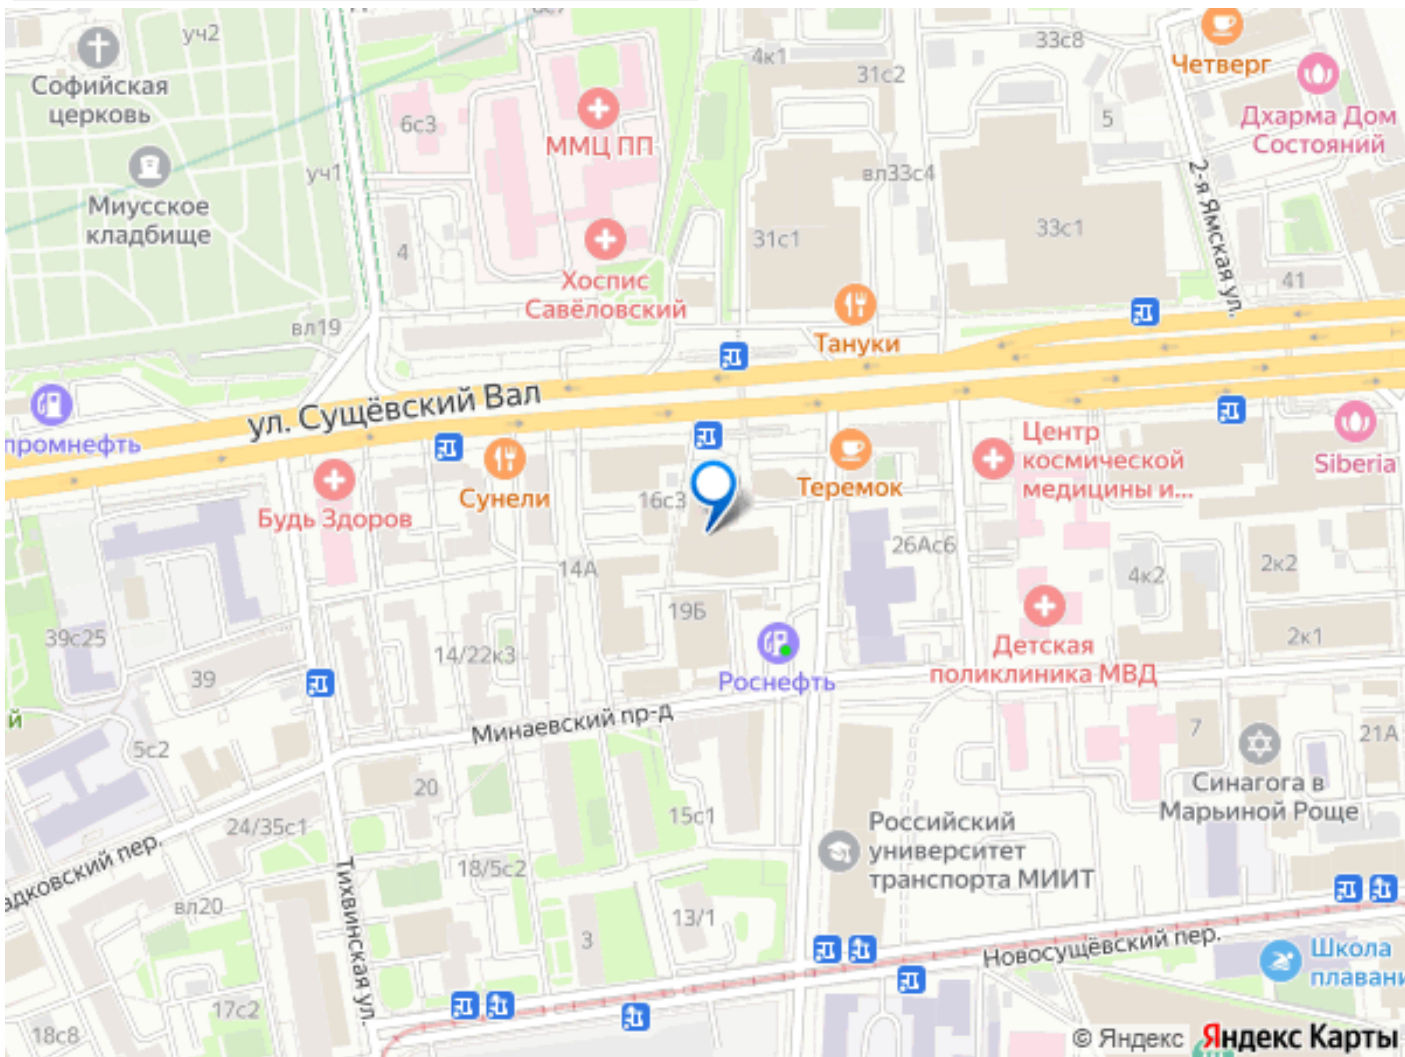 уч2
4к1
33с8
31с2
Четверг
Софийская
церковь
6с3
ММЦ ПП
5
Дхарма Дом
Состояний
уч1
вл33с4
2-я Ямская ул.
Миусское
кладбище
4
31с1
33с1
Хоспис
Савёловский
41
вл19
Тануки
ул. Сущёвский Вал
промнефть
Центр
космической
медицины и...
Siberia
Сунели
16с3
Теремок
Будь Здоров
14А
26Ас6
4к2
2к2
39с25
19Б
14/22к3
2к1
Детская
поликлиника МВД
39
Роснефть
й
Минаевский пр-д
5с2
7
21А
20
Синагога в
Марьиной Роще
24/35с1
15с1
Российский
университет
транспорта МИИТ
адковский пер.
18/5с2
Тихвинская ул.
вл20
13/1
3
Новосущёвский пер.
Школа
плавани
17с2
18с8
© Яндекс Яндекс Карты